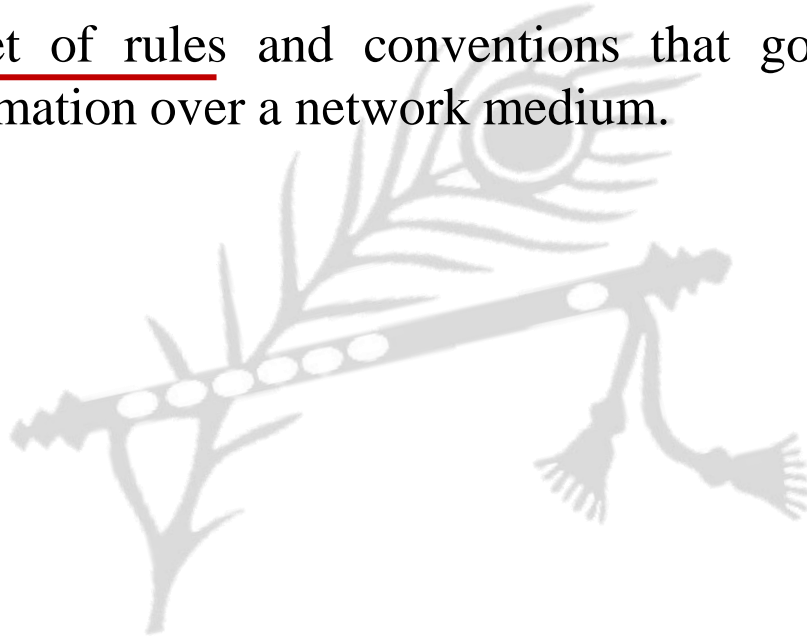 et of rules and conventions that go
mation over a network medium.